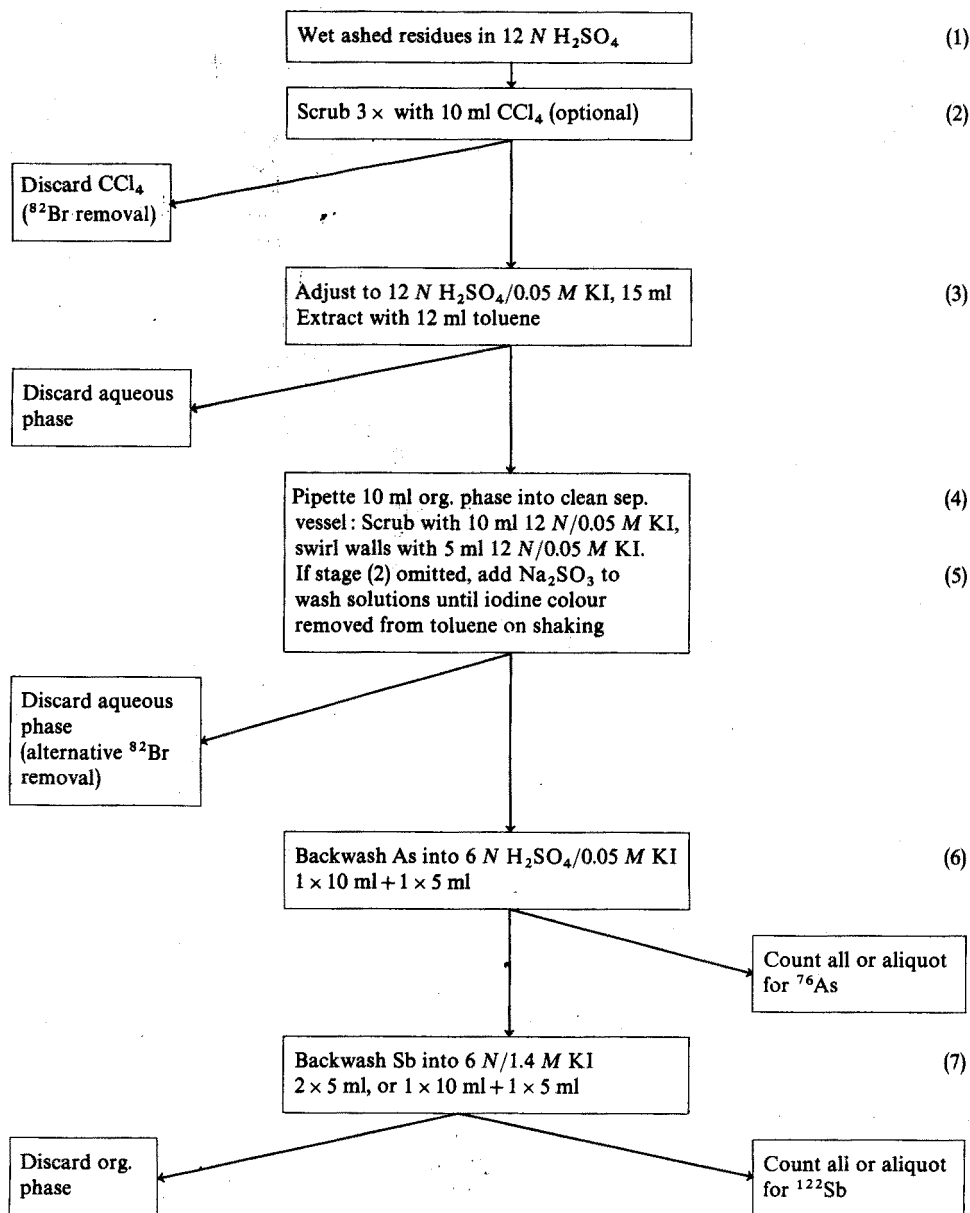 Wet ashed residues in 12 N H₂SO₄
(1)
Scrub 3 × with 10 ml CCl₄ (optional)
(2)
Discard CCl₄
(⁸²Br removal)
Adjust to 12 N H₂SO₄/0.05 M KI, 15 ml
(3)
Extract with 12 ml toluene
Discard aqueous
phase
Pipette 10 ml org. phase into clean sep.
(4)
vessel: Scrub with 10 ml 12 N/0.05 M KI,
swirl walls with 5 ml 12 N/0.05 M KI.
If stage (2) omitted, add Na₂SO₃ to
(5)
wash solutions until iodine colour
removed from toluene on shaking
Discard aqueous
phase
(alternative ⁸²Br
removal)
Backwash As into 6 N H₂SO₄/0.05 M KI
(6)
1 × 10 ml + 1 × 5 ml
Count all or aliquot
for ⁷⁶As
Backwash Sb into 6 N/1.4 M KI
(7)
2 × 5 ml, or 1 × 10 ml + 1 × 5 ml
Discard org.
phase
Count all or aliquot
for ¹²²Sb